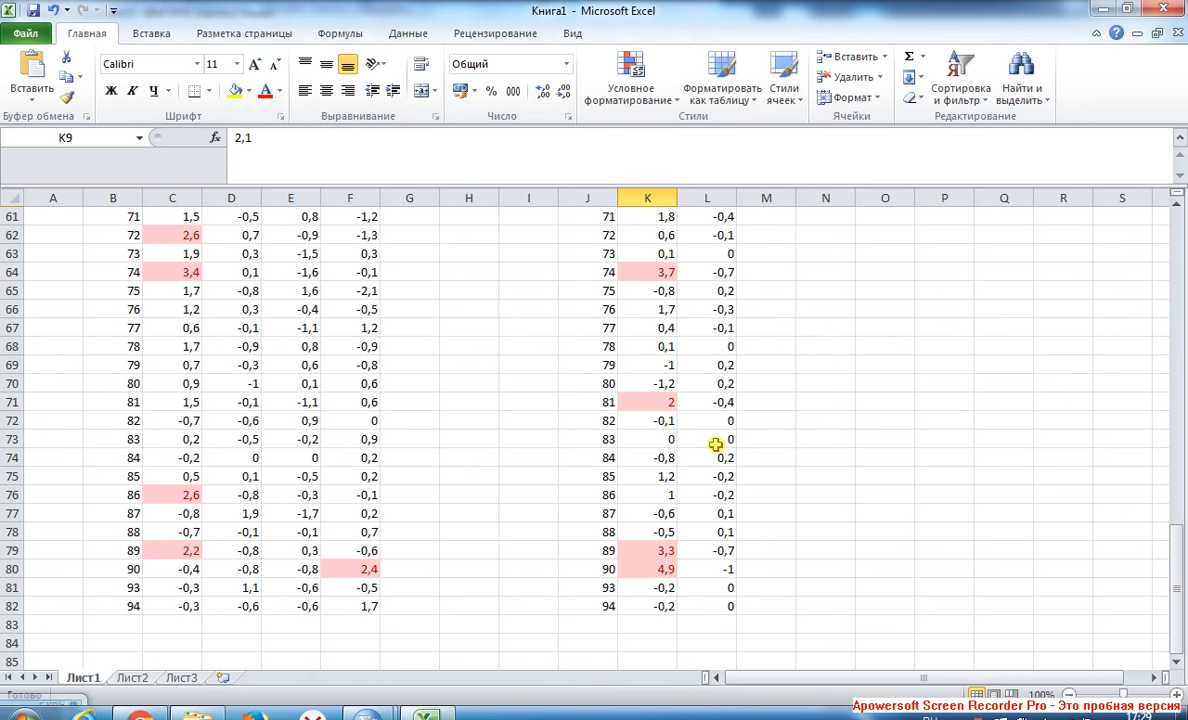 Книга1 - Microsoft Excel
Файл Главная Вставка Разметка страницы Формулы Данные Рецензирование Вид
Вставить
Calibri 11
Ж К Ч
Общий
% 000
Условное форматирование
Форматировать как таблицу
Стили ячеек
Вставить
Удалить
Формат
Сортировка и фильтр
Найти и выделить
Буфер обмена Шрифт Выравнивание Число Стили Ячейки Редактирование
K9 fx 2,1
A B C D E F G H I J K L M N O P Q R S
61 71 1,5 -0,5 0,8 -1,2 71 1,8 -0,4
62 72 2,6 0,7 -0,9 -1,3 72 0,6 -0,1
63 73 1,9 0,3 -1,5 0,3 73 0,1 0
64 74 3,4 0,1 -1,6 -0,1 74 3,7 -0,7
65 75 1,7 -0,8 1,6 -2,1 75 -0,8 0,2
66 76 1,2 0,3 -0,4 -0,5 76 1,7 -0,3
67 77 0,6 -0,1 -1,1 1,2 77 0,4 -0,1
68 78 1,7 -0,9 0,8 -0,9 78 0,1 0
69 79 0,7 -0,3 0,6 -0,8 79 -1 0,2
70 80 0,9 -1 0,1 0,6 80 -1,2 0,2
71 81 1,5 -0,1 -1,1 0,6 81 2 -0,4
72 82 -0,7 -0,6 0,9 0 82 -0,1 0
73 83 0,2 -0,5 -0,2 0,9 83 0 0
74 84 -0,2 0 0 0,2 84 -0,8 0,2
75 85 0,5 0,1 -0,5 0,2 85 1,2 -0,2
76 86 2,6 -0,8 -0,3 -0,1 86 1 -0,2
77 87 -0,8 1,9 -1,7 0,2 87 -0,6 0,1
78 88 -0,7 -0,1 -0,1 0,7 88 -0,5 0,1
79 89 2,2 -0,8 0,3 -0,6 89 3,3 -0,7
80 90 -0,4 -0,8 -0,8 2,4 90 4,9 -1
81 93 -0,3 1,1 -0,6 -0,5 93 -0,2 0
82 94 -0,3 -0,6 -0,6 1,7 94 -0,2 0
83
84
85
Лист1 Лист2 Лист3
Готово 100%
Apowersoft Screen Recorder Pro - Это пробная версия
17:29